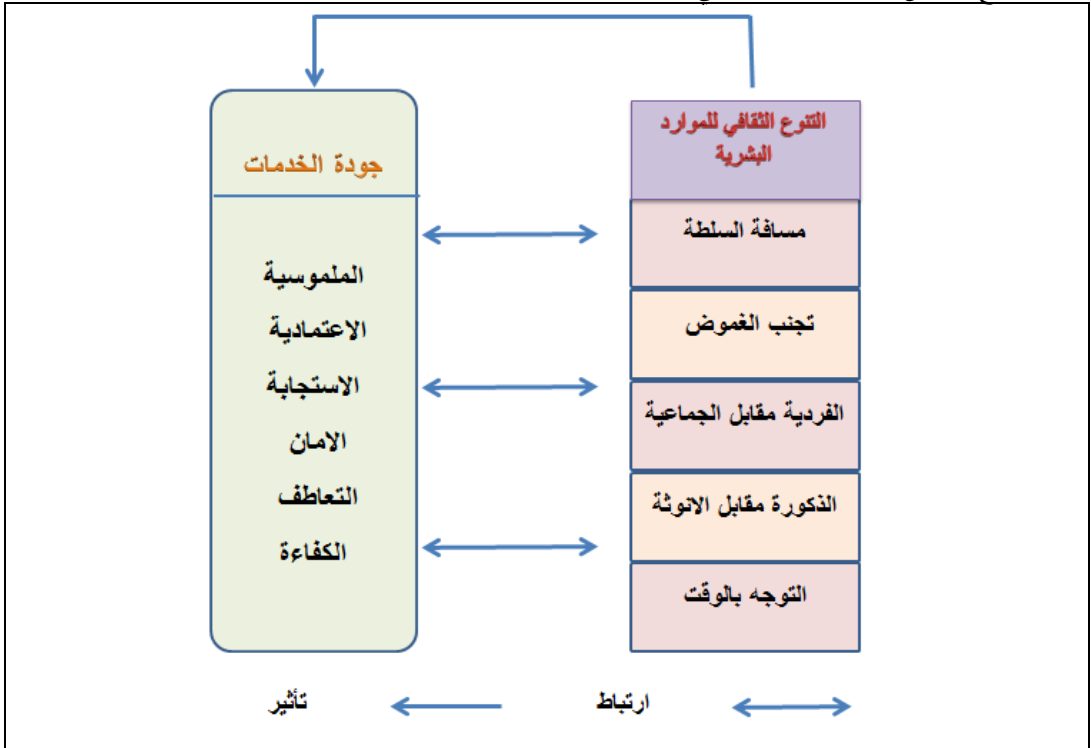 التنوع الثقافي للموارد
البشرية
مسافة السلطة
تجنب الغموض
الفردية مقابل الجماعية
الذكورة مقابل الانوثة
التوجه بالوقت
جودة الخدمات
الملموسية
الاعتمادية
الاستجابة
الامان
التعاطف
الكفاءة
ارتباط
تأثير